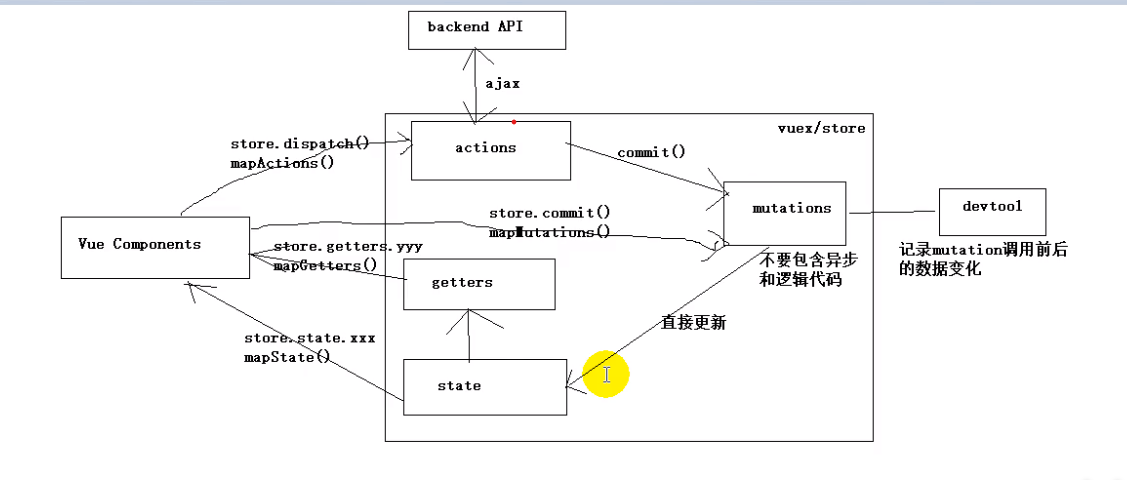 backend API
ajax
vuex/store
store.dispatch()
mapActions()
actions
commit()
mutations
devtool
store.commit()
mapMutations()
Vue Components
store.getters.yyy
mapGetters()
getters
不要包含异步
和逻辑代码
记录mutation调用前后
的数据变化
直接更新
store.state.xxx
mapState()
state